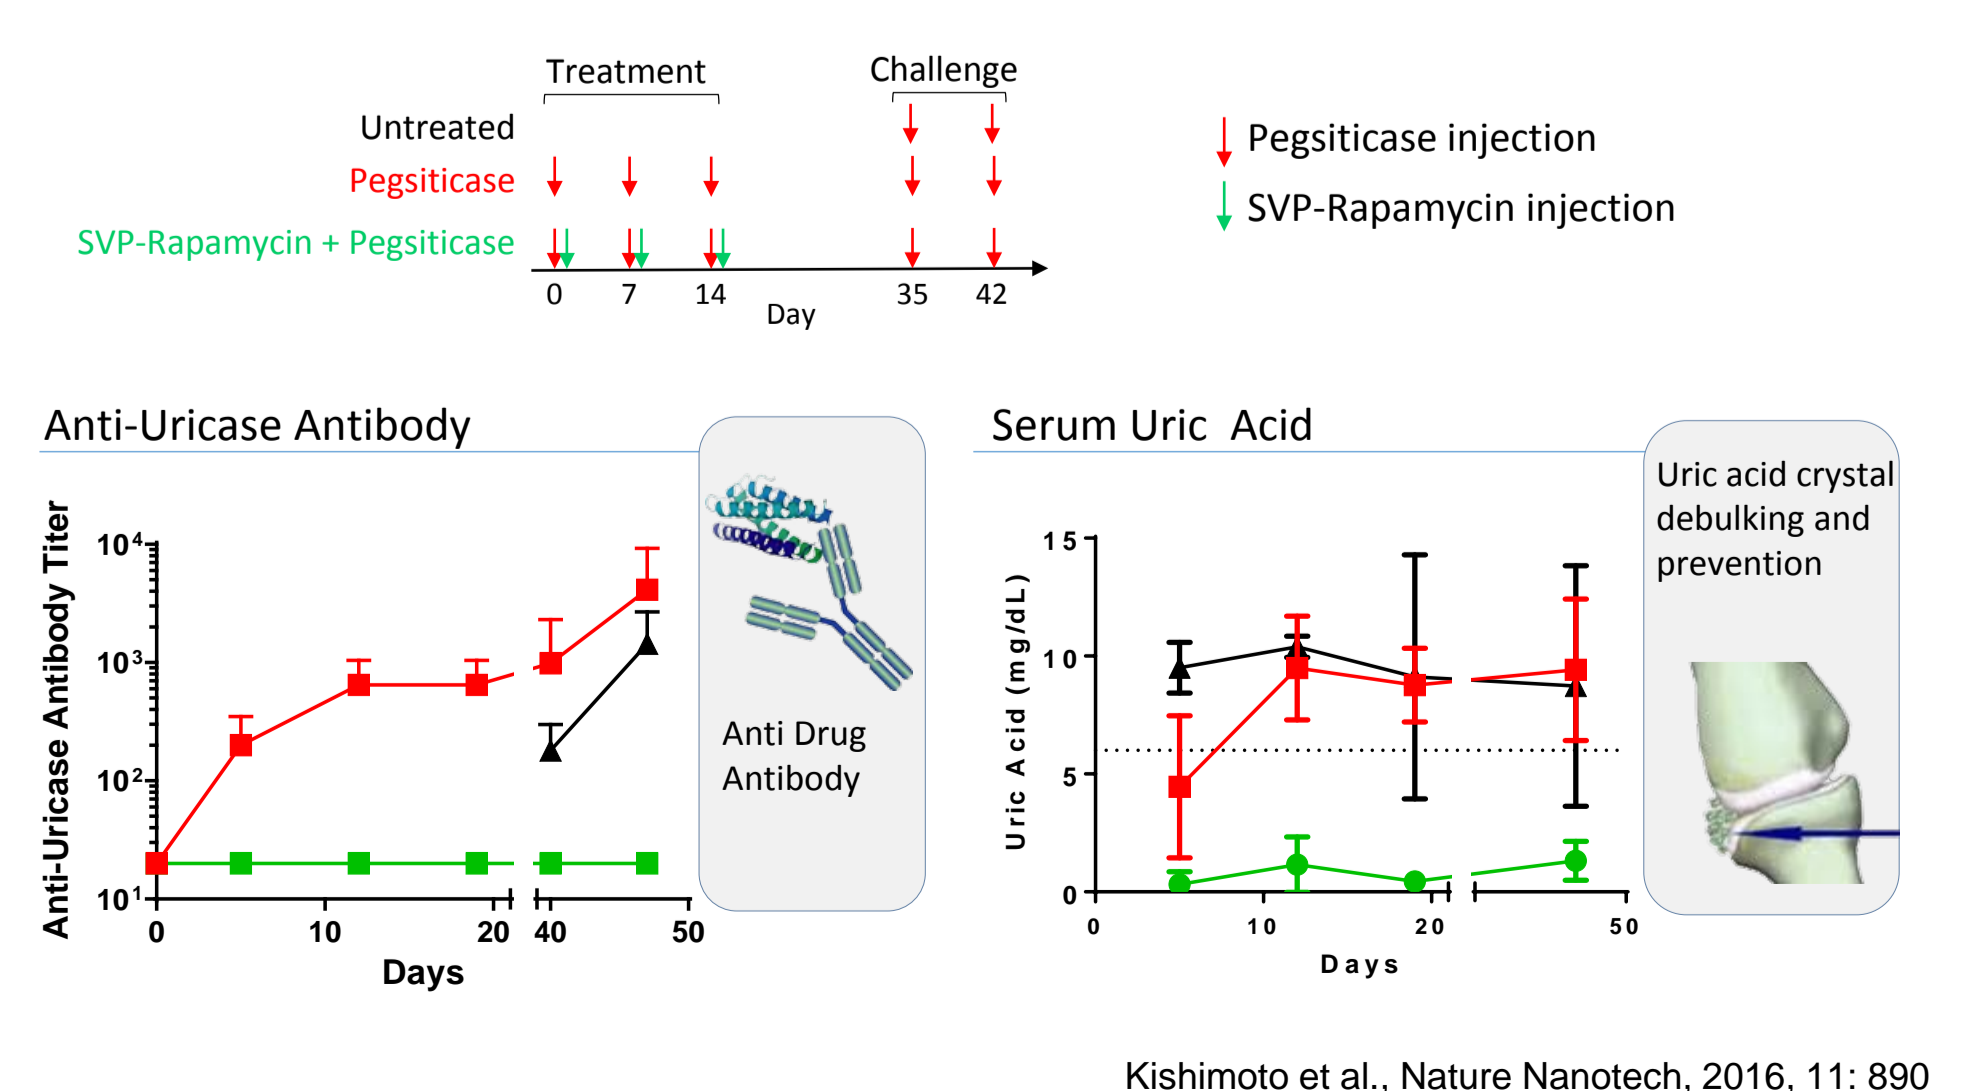 Treatment
Challenge
Untreated
Pegsiticase
SVP-Rapamycin + Pegsiticase
0 7 14 35 42
Day
Pegsiticase injection
SVP-Rapamycin injection
Anti-Uricase Antibody
Anti-Uricase Antibody Titer
10⁴
10³
10²
10¹
0 10 20 40 50
Days
Anti Drug
Antibody
Serum Uric Acid
Uric Acid (mg/dL)
15
10
5
0
0 10 20 50
Days
Uric acid crystal
debulking and
prevention
Kishimoto et al., Nature Nanotech, 2016, 11: 890